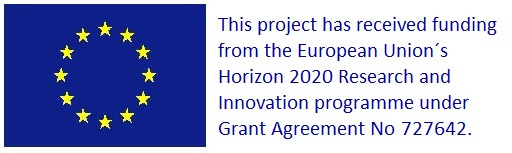 This project has received funding
from the European Union´s
Horizon 2020 Research and
Innovation programme under
Grant Agreement No 727642.